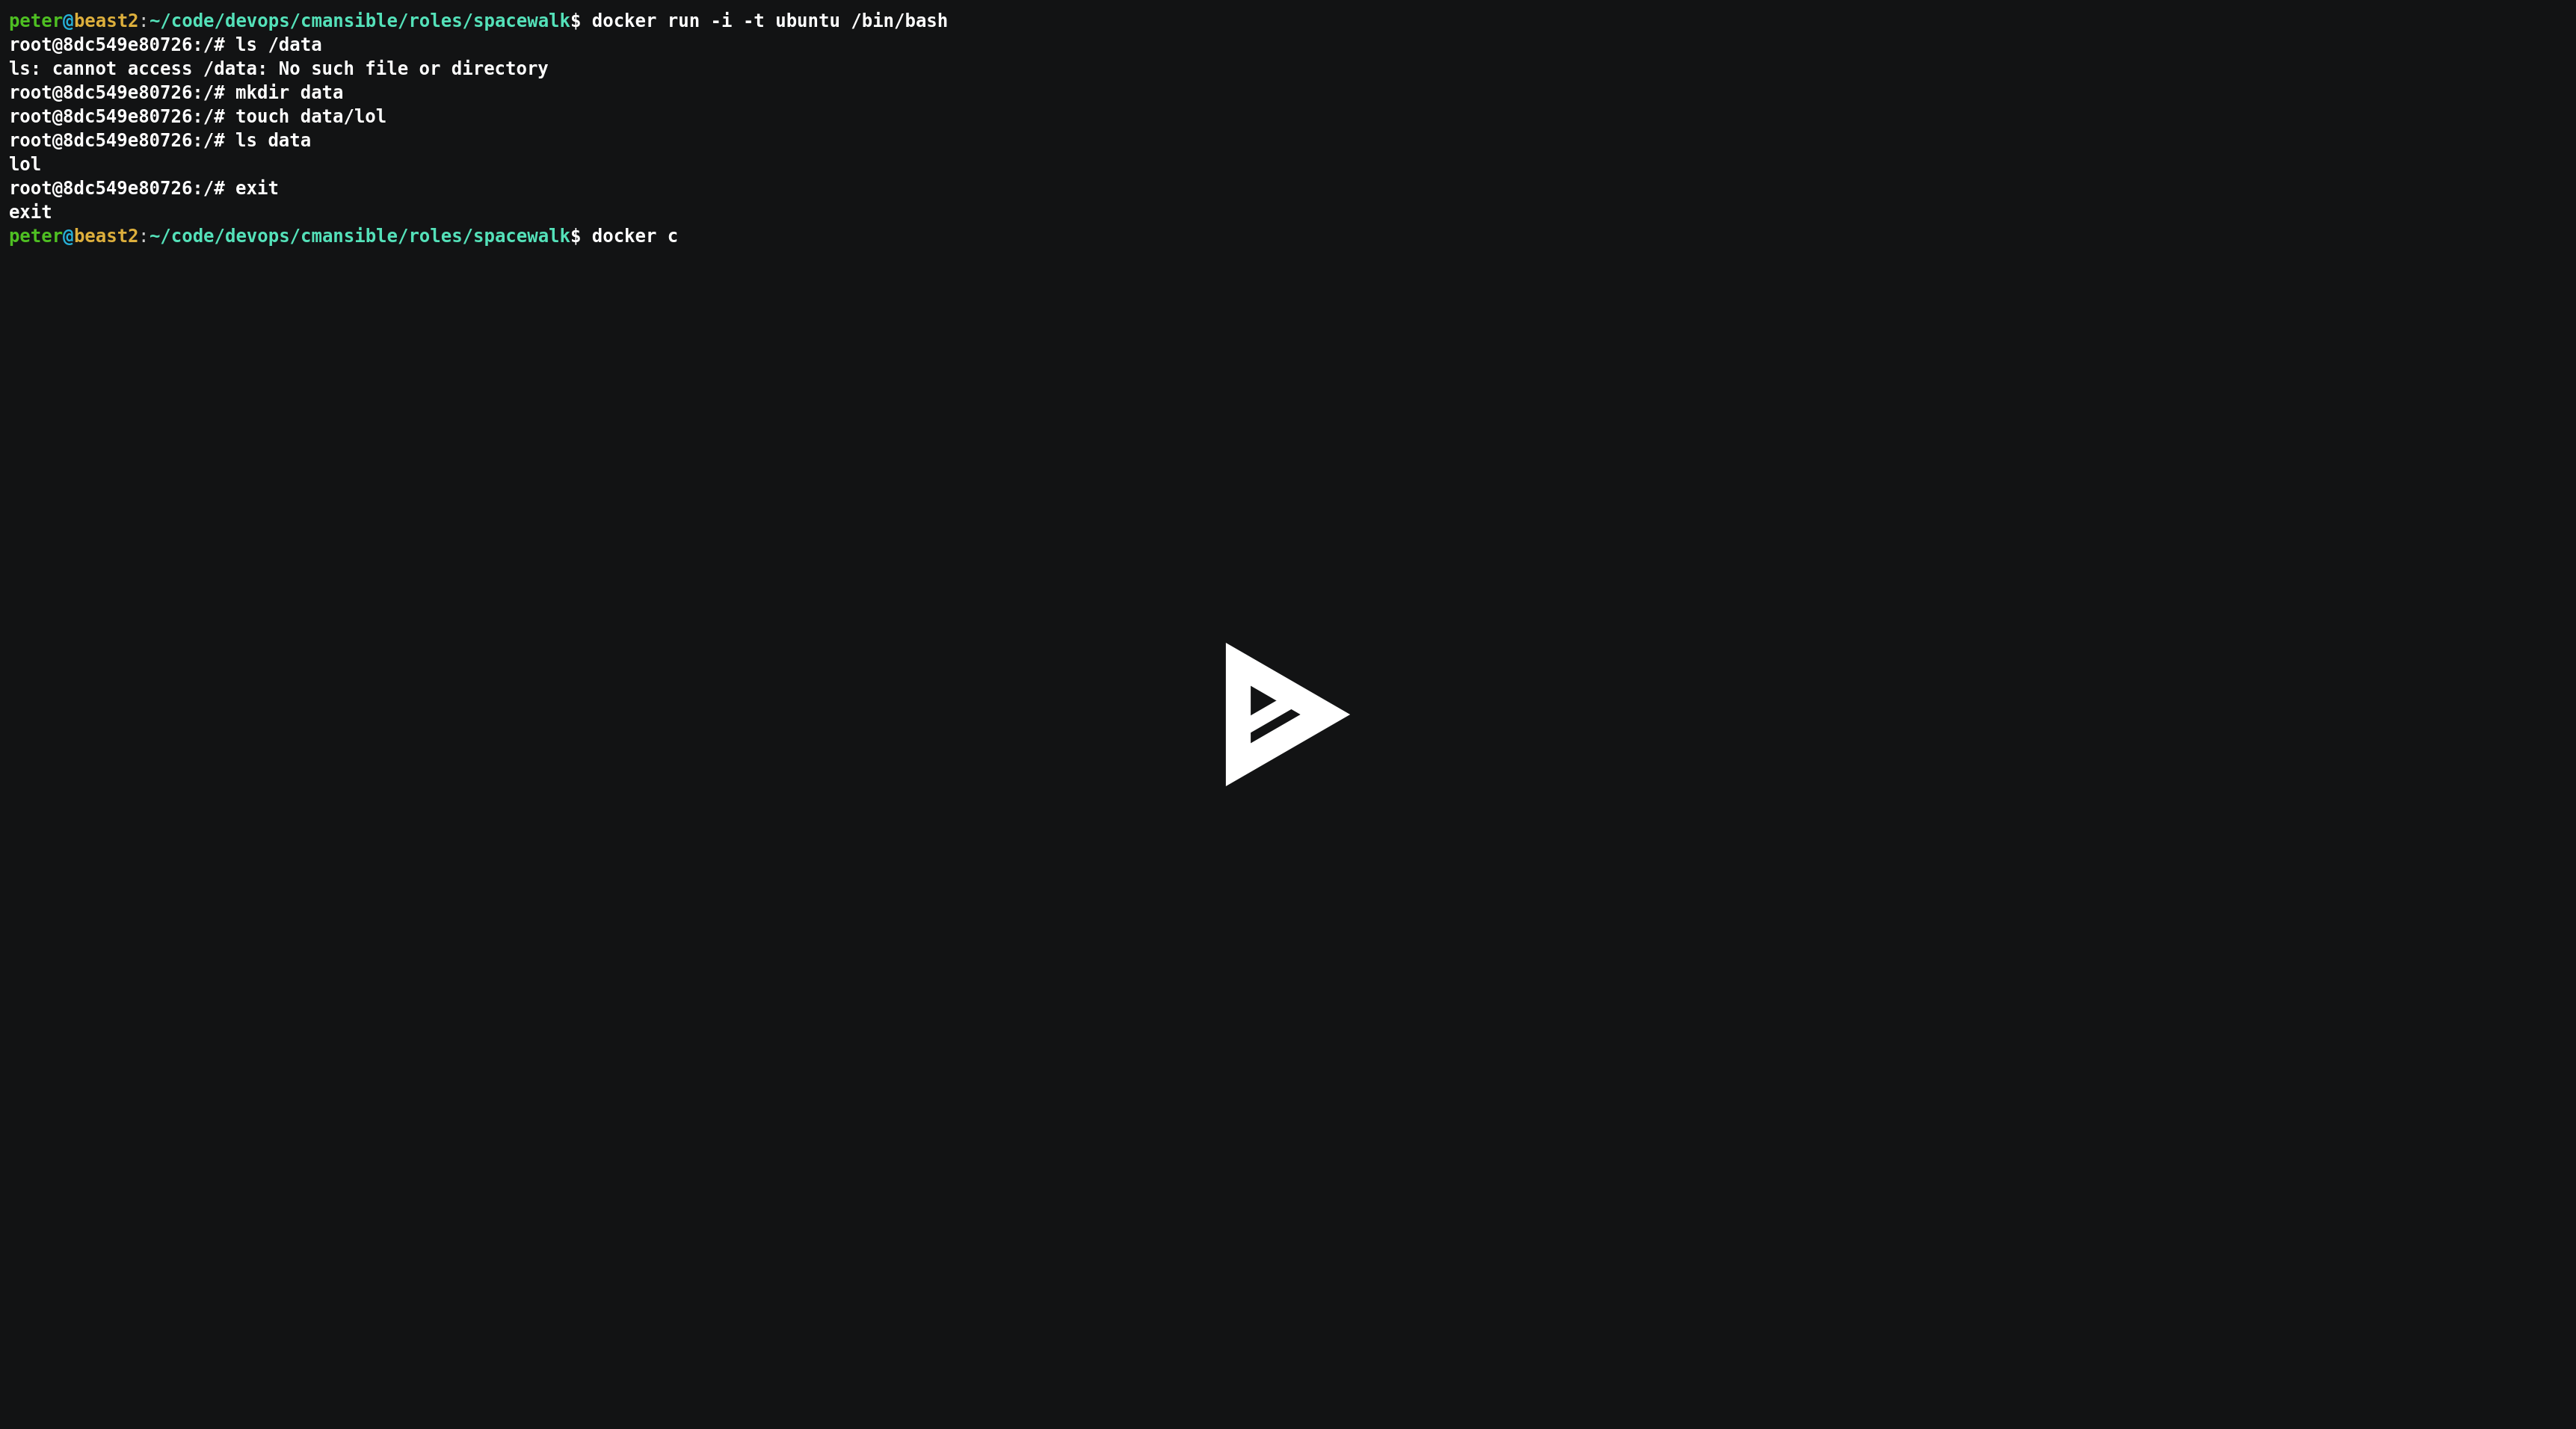 peter@beast2:~/code/devops/cmansible/roles/spacewalk$ docker run -i -t ubuntu /bin/bash
root@8dc549e80726:/# ls /data
ls: cannot access /data: No such file or directory
root@8dc549e80726:/# mkdir data
root@8dc549e80726:/# touch data/lol
root@8dc549e80726:/# ls data
lol
root@8dc549e80726:/# exit
exit
peter@beast2:~/code/devops/cmansible/roles/spacewalk$ docker c